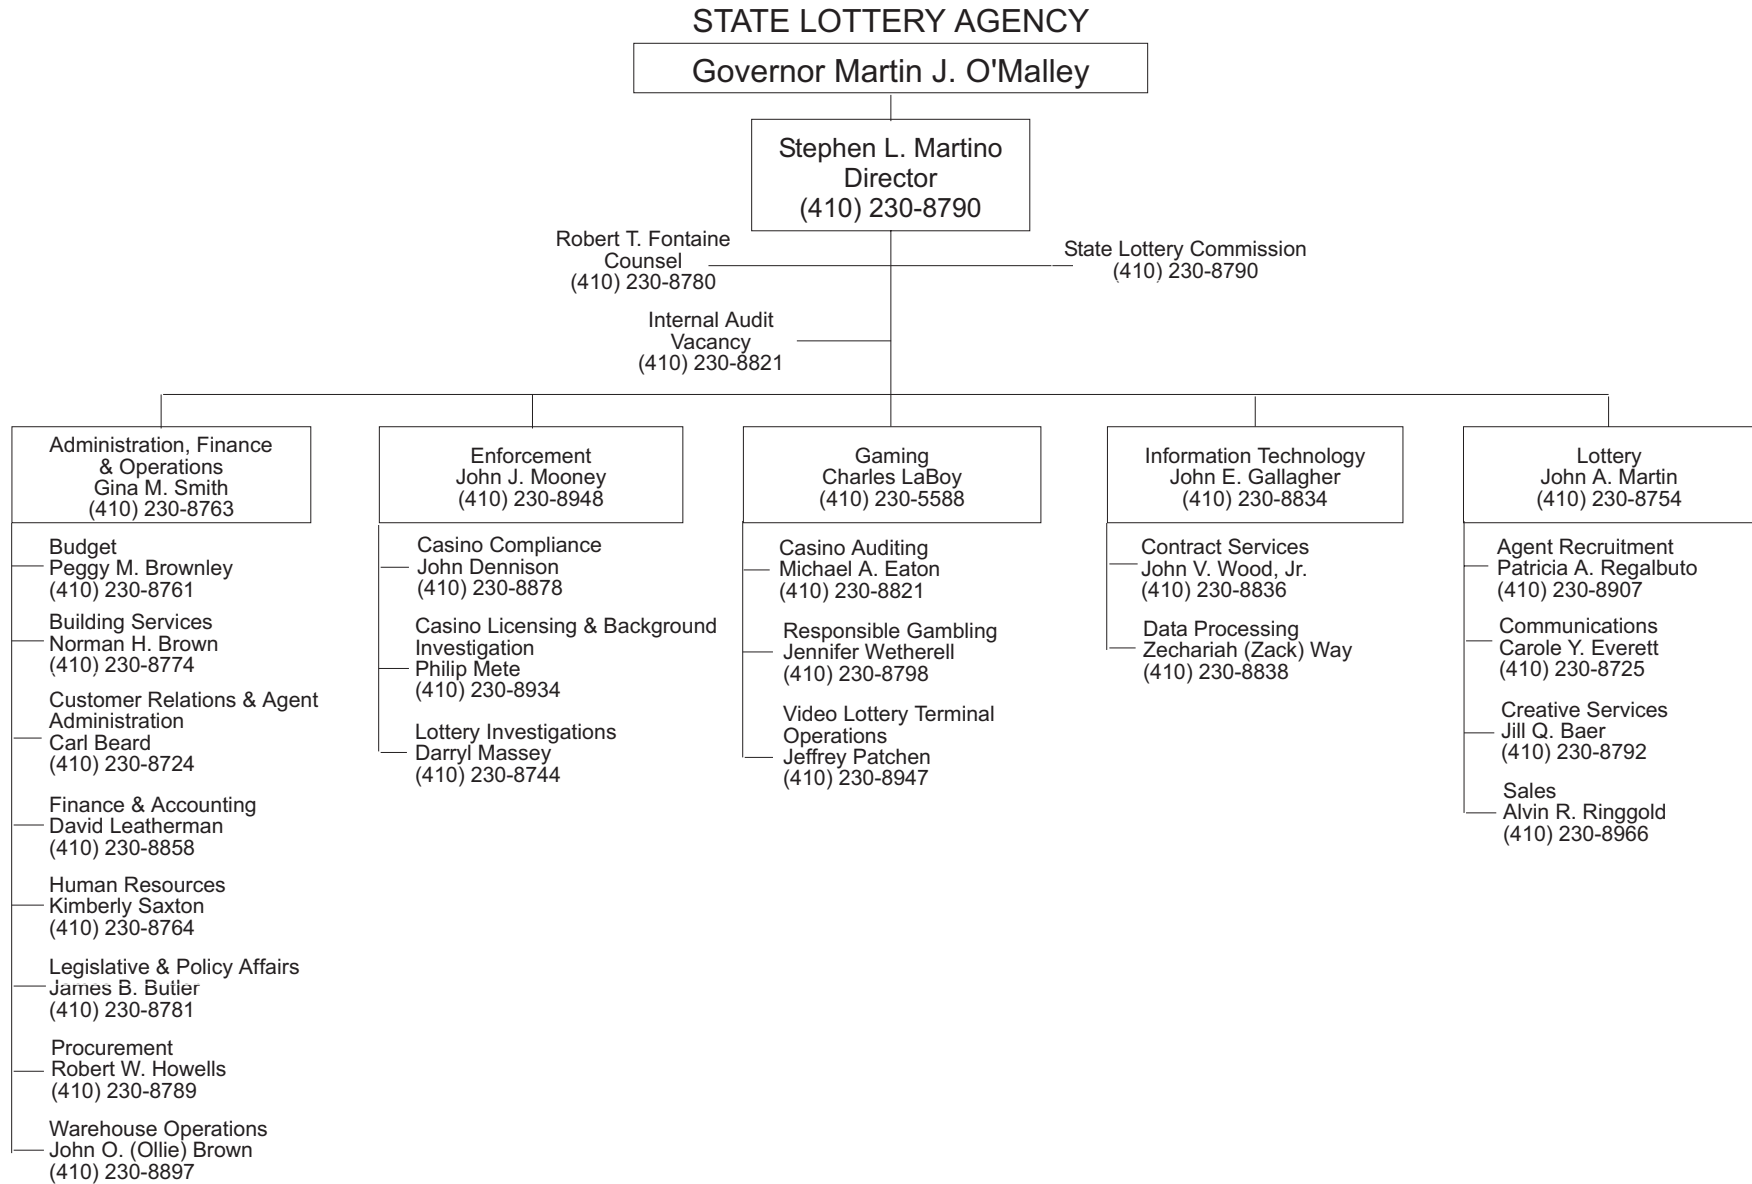 STATE LOTTERY AGENCY
Governor Martin J. O'Malley
Stephen L. Martino
Director
(410) 230-8790
Robert T. Fontaine
Counsel
(410) 230-8780
State Lottery Commission
(410) 230-8790
Internal Audit
Vacancy
(410) 230-8821
Administration, Finance
& Operations
Gina M. Smith
(410) 230-8763
Budget
Peggy M. Brownley
(410) 230-8761
Building Services
Norman H. Brown
(410) 230-8774
Customer Relations & Agent
Administration
Carl Beard
(410) 230-8724
Finance & Accounting
David Leatherman
(410) 230-8858
Human Resources
Kimberly Saxton
(410) 230-8764
Legislative & Policy Affairs
James B. Butler
(410) 230-8781
Procurement
Robert W. Howells
(410) 230-8789
Warehouse Operations
John O. (Ollie) Brown
(410) 230-8897
Enforcement
John J. Mooney
(410) 230-8948
Casino Compliance
John Dennison
(410) 230-8878
Casino Licensing & Background
Investigation
Philip Mete
(410) 230-8934
Lottery Investigations
Darryl Massey
(410) 230-8744
Gaming
Charles LaBoy
(410) 230-5588
Casino Auditing
Michael A. Eaton
(410) 230-8821
Responsible Gambling
Jennifer Wetherell
(410) 230-8798
Video Lottery Terminal
Operations
Jeffrey Patchen
(410) 230-8947
Information Technology
John E. Gallagher
(410) 230-8834
Contract Services
John V. Wood, Jr.
(410) 230-8836
Data Processing
Zechariah (Zack) Way
(410) 230-8838
Lottery
John A. Martin
(410) 230-8754
Agent Recruitment
Patricia A. Regalbuto
(410) 230-8907
Communications
Carole Y. Everett
(410) 230-8725
Creative Services
Jill Q. Baer
(410) 230-8792
Sales
Alvin R. Ringgold
(410) 230-8966